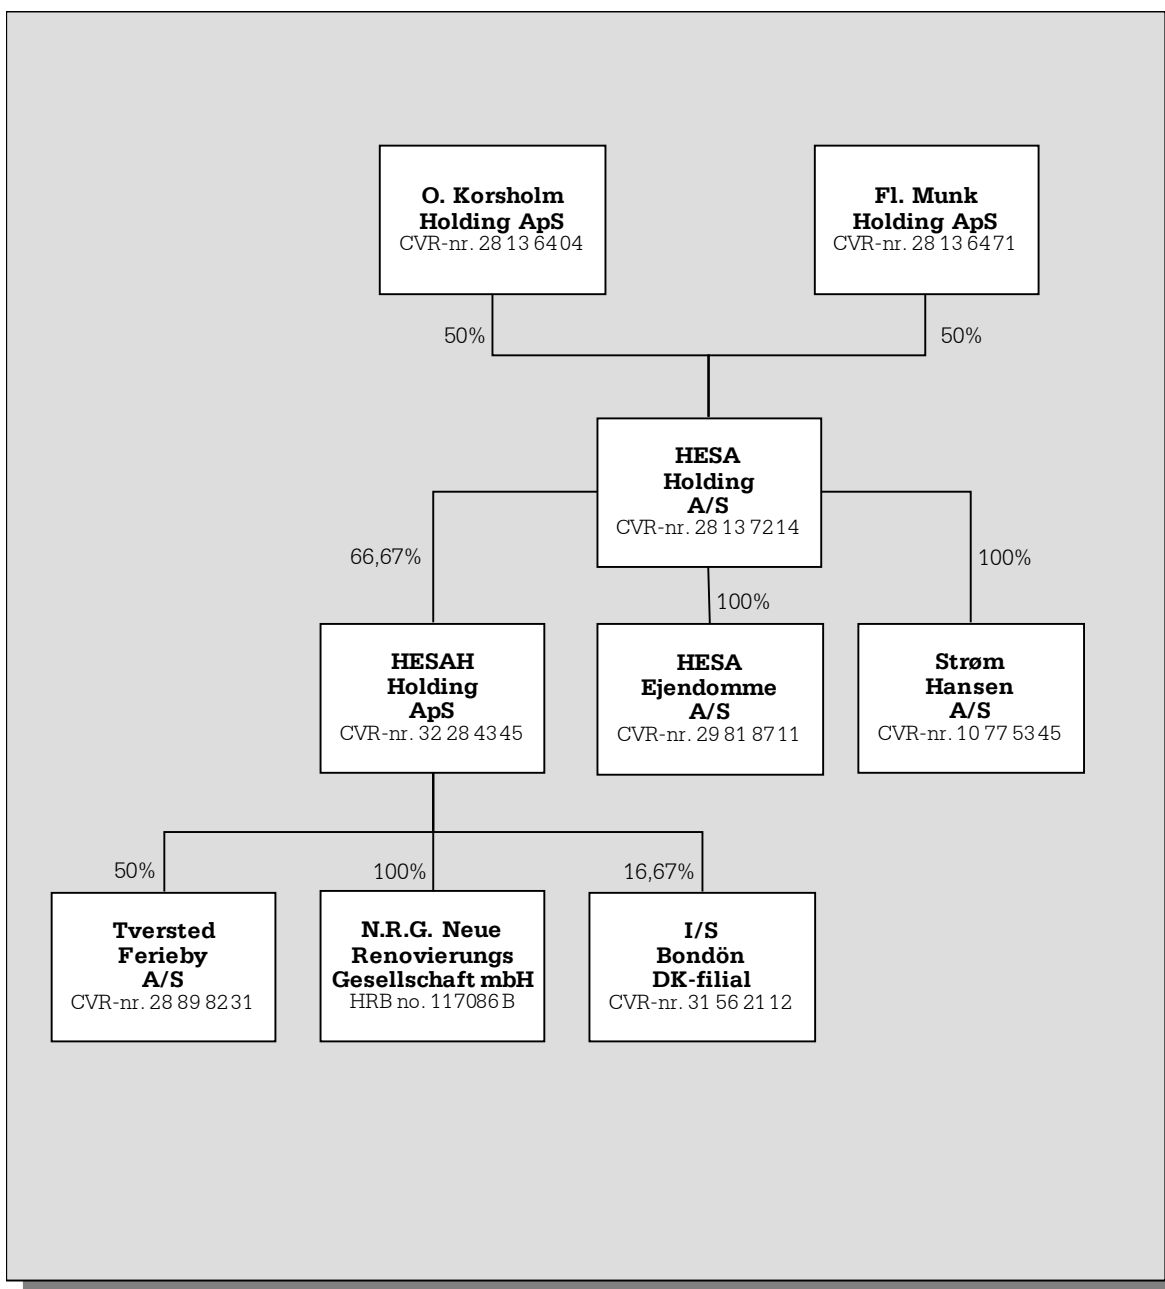 O. Korsholm
Holding ApS
CVR-nr. 28 13 64 04
Fl. Munk
Holding ApS
CVR-nr. 28 13 64 71
50%
50%
HESA
Holding
A/S
CVR-nr. 28 13 72 14
66,67%
100%
100%
HESAH
Holding
ApS
CVR-nr. 32 28 43 45
HESA
Ejendomme
A/S
CVR-nr. 29 81 87 11
Strøm
Hansen
A/S
CVR-nr. 10 77 53 45
50%
100%
16,67%
Tversted
Ferieby
A/S
CVR-nr. 28 89 82 31
N.R.G. Neue
Renovierungs
Gesellschaft mbH
HRB no. 117086 B
I/S
Bondön
DK-filial
CVR-nr. 31 56 21 12